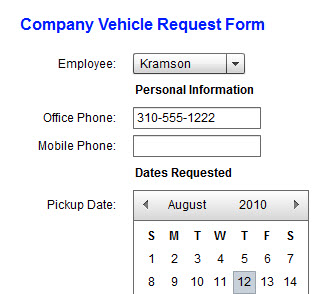 Company Vehicle Request Form
Employee: Kramson
Personal Information
Office Phone: 310-555-1222
Mobile Phone:
Dates Requested
Pickup Date: August 2010
S M T W T F S
1 2 3 4 5 6 7
8 9 10 11 12 13 14